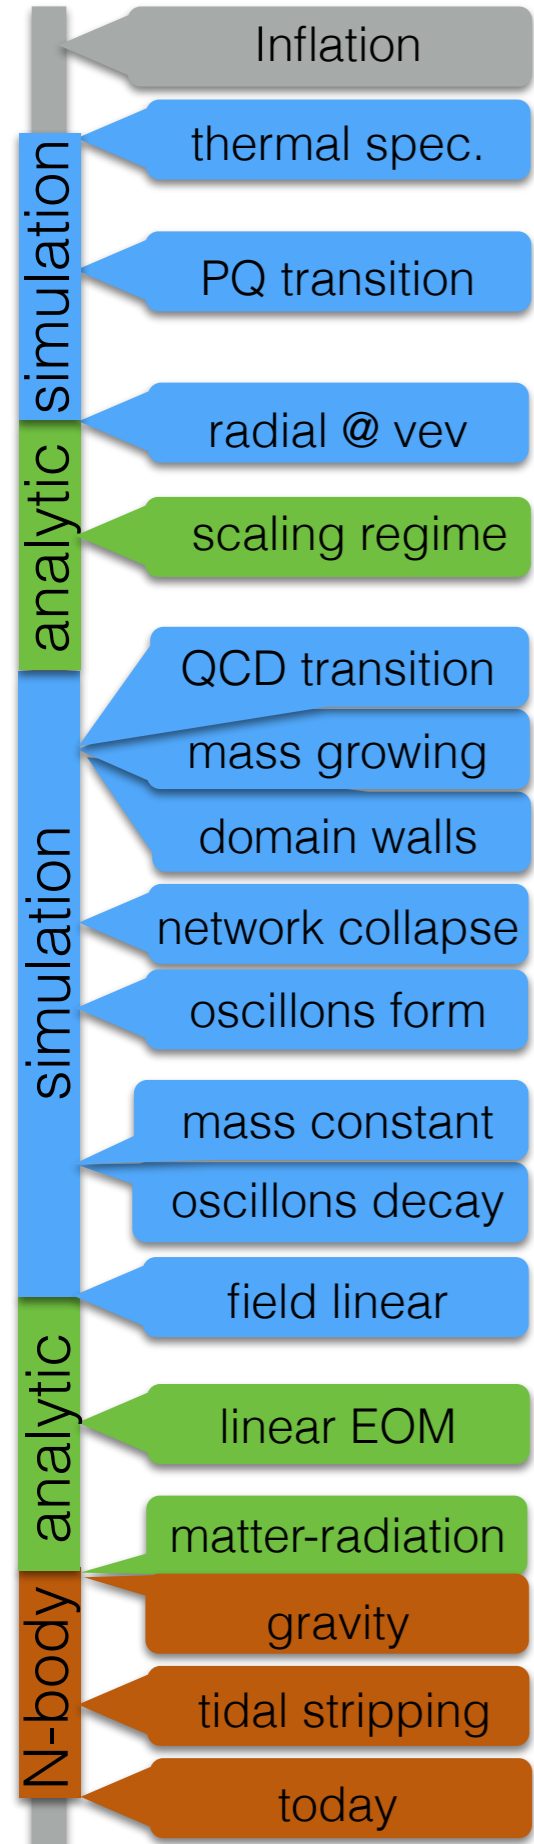 Inflation
thermal spec.
simulation
PQ transition
radial @ vev
analytic
scaling regime
QCD transition
mass growing
domain walls
simulation
network collapse
oscillons form
mass constant
oscillons decay
field linear
analytic
linear EOM
matter-radiation
N-body
gravity
tidal stripping
today